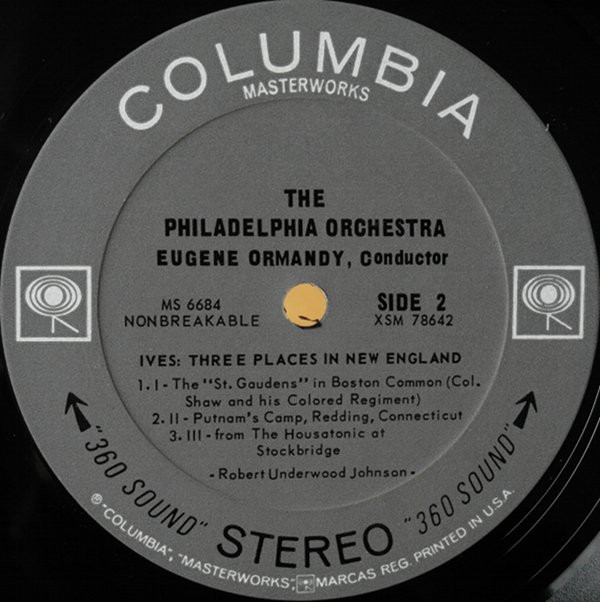 COLUMBIA
MASTERWORKS
THE
PHILADELPHIA ORCHESTRA
EUGENE ORMANDY, Conductor
MS 6684
NONBREAKABLE
SIDE 2
XSM 78642
IVES: THREE PLACES IN NEW ENGLAND
1. I - The "St. Gaudens" in Boston Common (Col.
Shaw and his Colored Regiment)
2. II - Putnam's Camp, Redding, Connecticut
3. III - from The Housatonic at
Stockbridge
- Robert Underwood Johnson -
"360 SOUND" STEREO "360 SOUND"
® "COLUMBIA", "MASTERWORKS", MARCAS REG. PRINTED IN U.S.A.